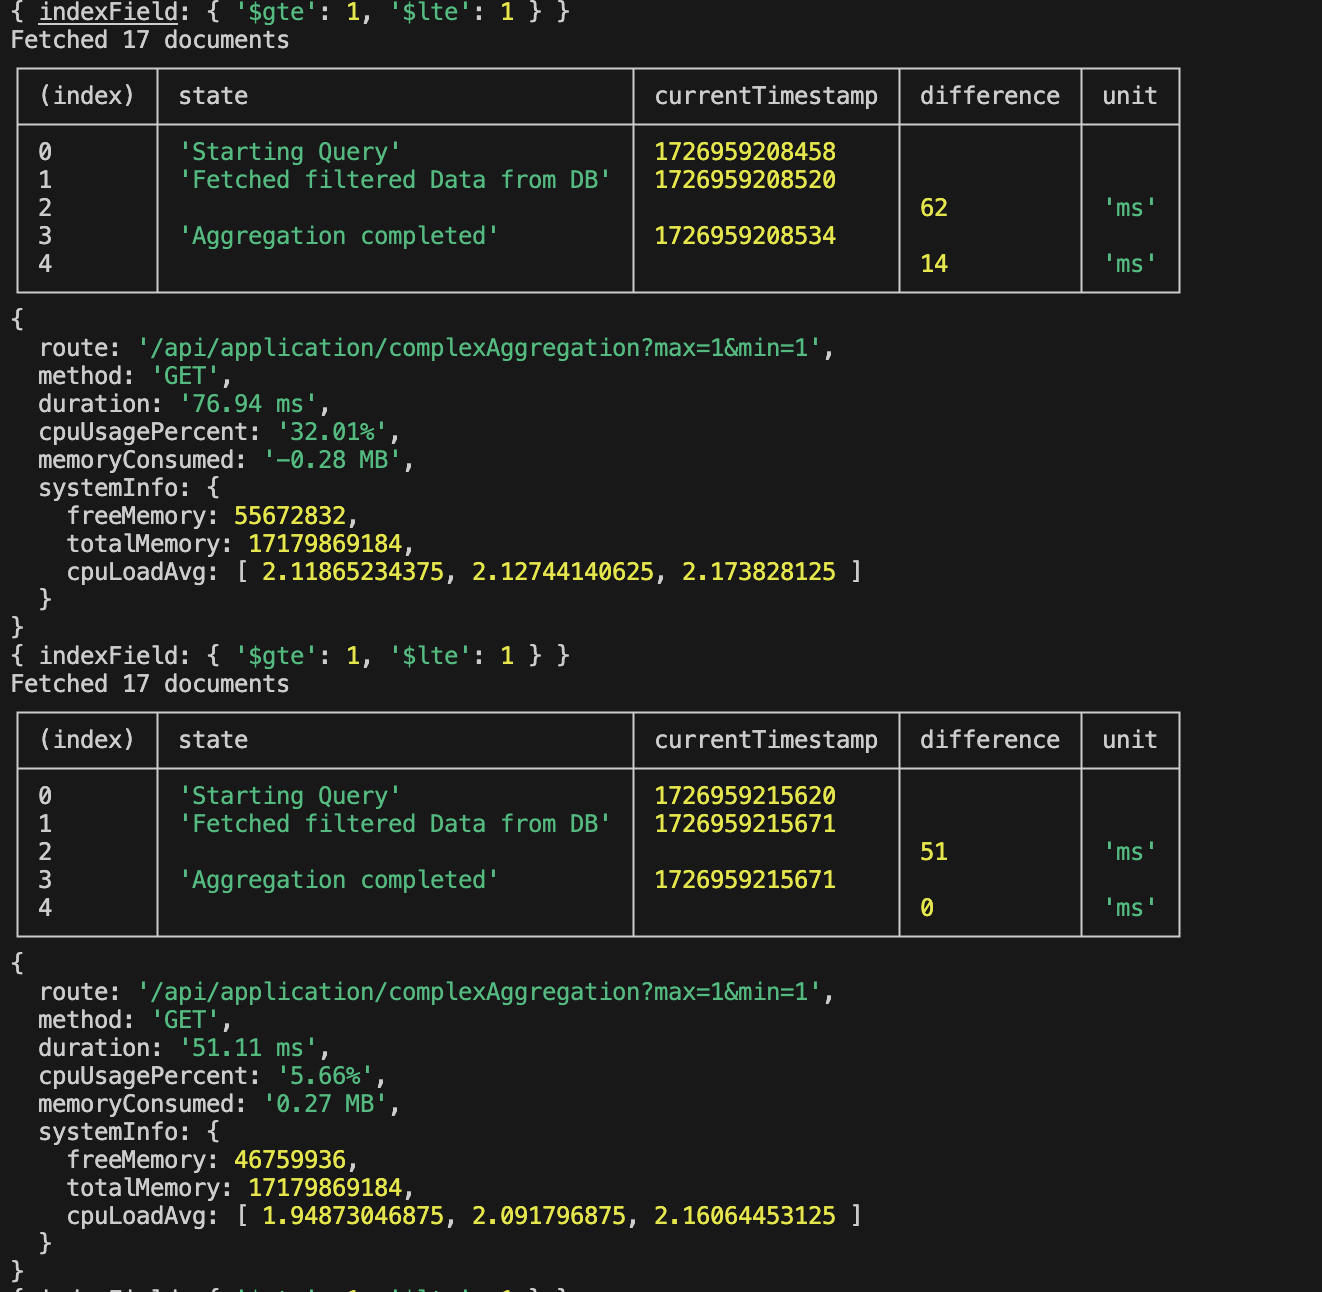 { indexField: { '$gte': 1, '$lte': 1 } }
Fetched 17 documents
(index) state currentTimestamp difference unit
0 'Starting Query' 1726959208458
1 'Fetched filtered Data from DB' 1726959208520
2 62 'ms'
3 'Aggregation completed' 1726959208534
4 14 'ms'
{
route: '/api/application/complexAggregation?max=1&min=1',
method: 'GET',
duration: '76.94 ms',
cpuUsagePercent: '32.01%',
memoryConsumed: '-0.28 MB',
systemInfo: {
freeMemory: 55672832,
totalMemory: 17179869184,
cpuLoadAvg: [ 2.11865234375, 2.12744140625, 2.173828125 ]
}
}
{ indexField: { '$gte': 1, '$lte': 1 } }
Fetched 17 documents
(index) state currentTimestamp difference unit
0 'Starting Query' 1726959215620
1 'Fetched filtered Data from DB' 1726959215671
2 51 'ms'
3 'Aggregation completed' 1726959215671
4 0 'ms'
{
route: '/api/application/complexAggregation?max=1&min=1',
method: 'GET',
duration: '51.11 ms',
cpuUsagePercent: '5.66%',
memoryConsumed: '0.27 MB',
systemInfo: {
freeMemory: 46759936,
totalMemory: 17179869184,
cpuLoadAvg: [ 1.94873046875, 2.091796875, 2.16064453125 ]
}
}